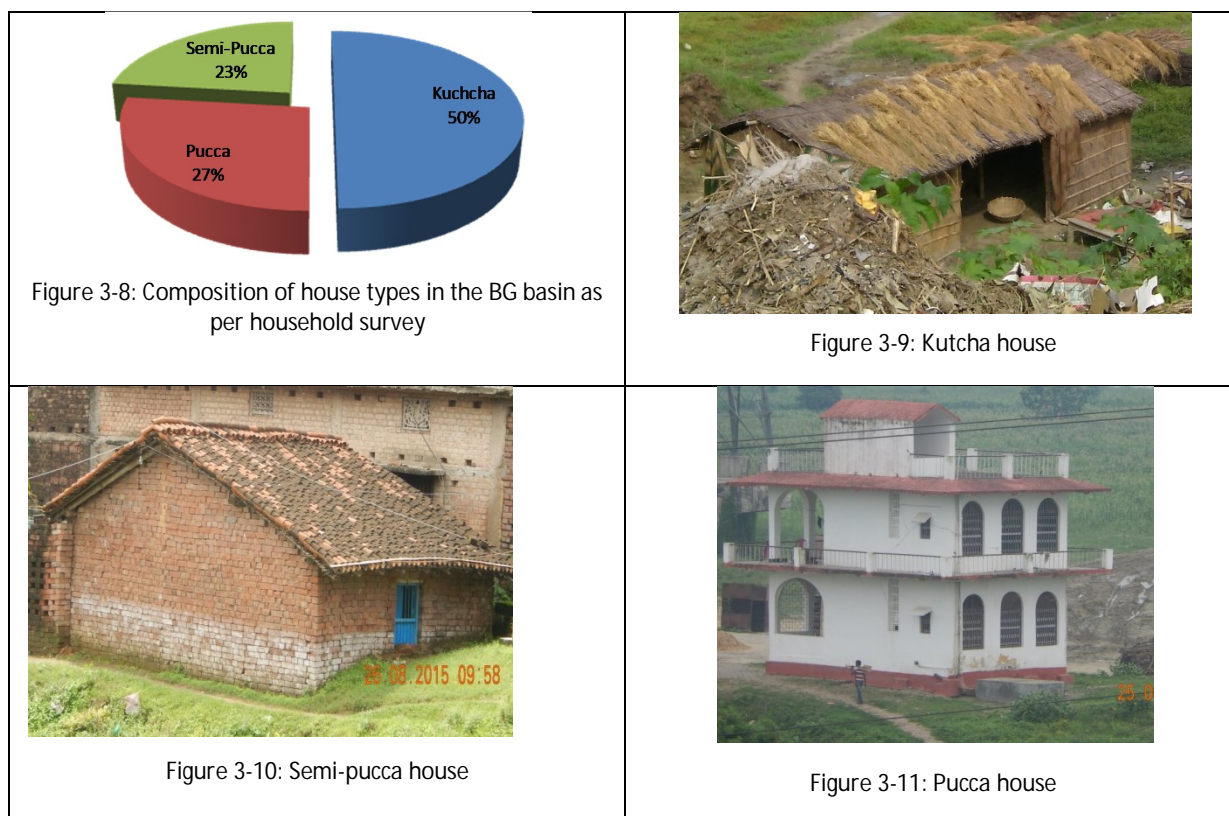 Semi-Pucca
23%
Kuchcha
50%
Pucca
27%
Figure 3-8: Composition of house types in the BG basin as
per household survey
Figure 3-9: Kutcha house
08.2015 09:58
Figure 3-10: Semi-pucca house
Figure 3-11: Pucca house